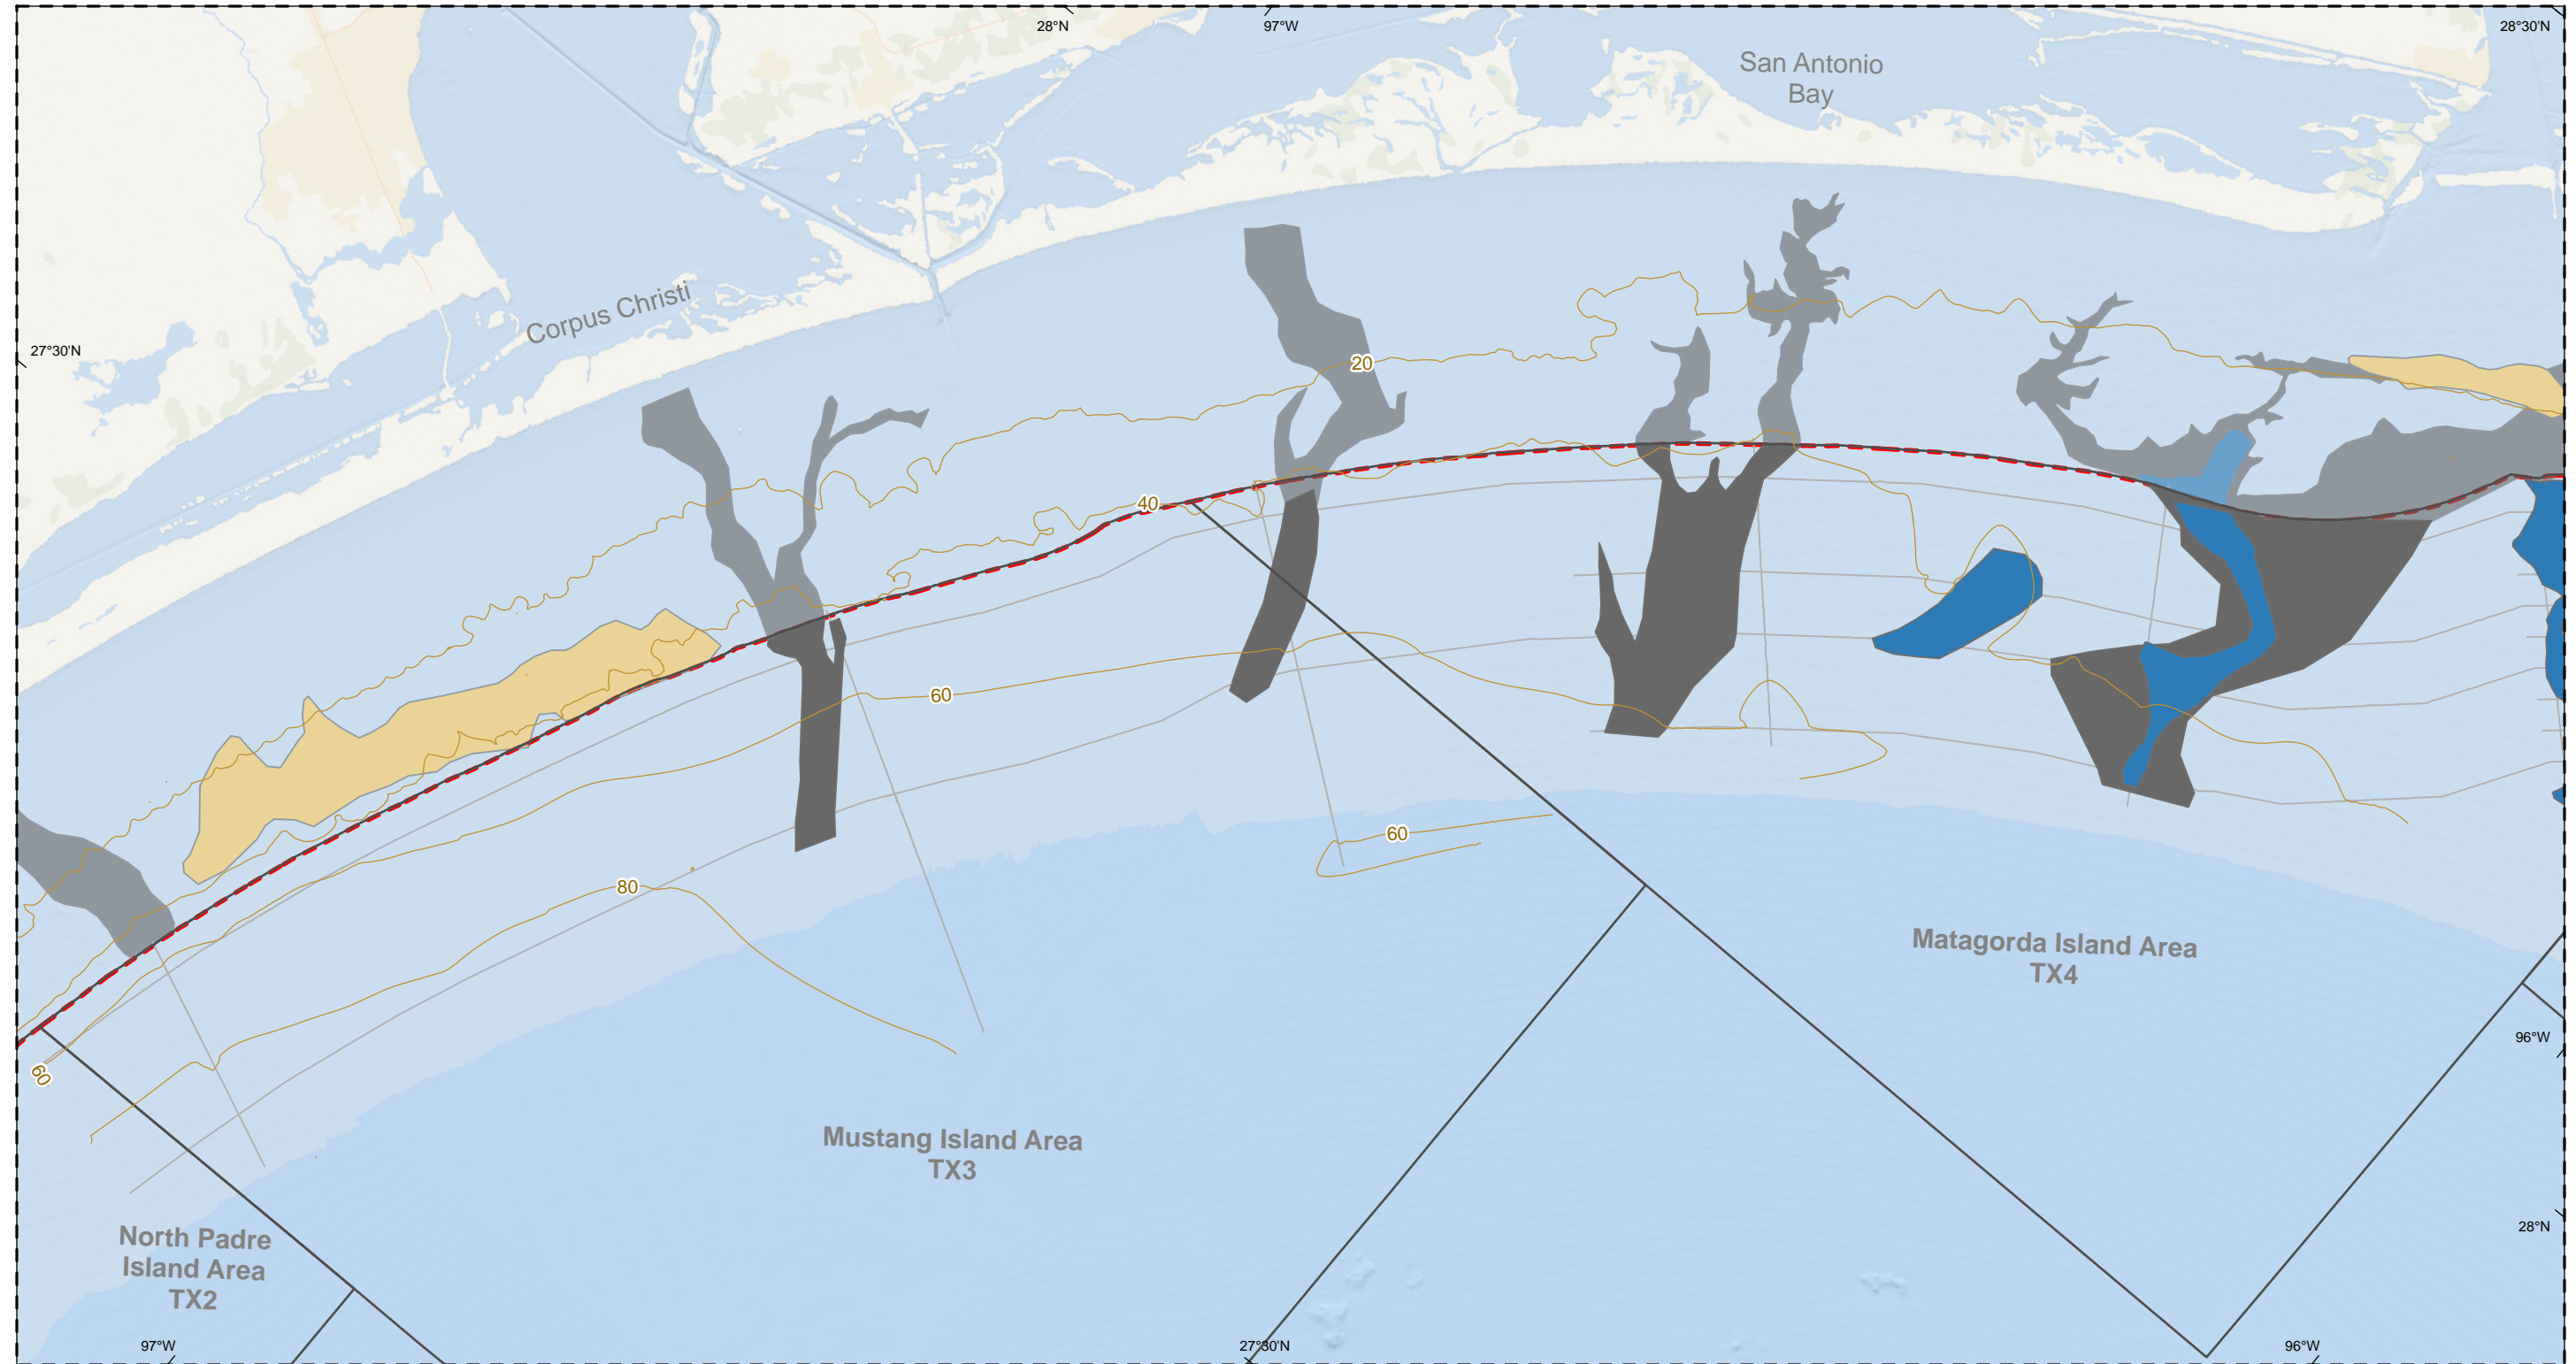 28°N
97°W
28°30'N
San Antonio
Bay
Corpus Christi
27°30'N
20
40
60
60
80
Matagorda Island Area
TX4
96°W
60
Mustang Island Area
TX3
28°N
North Padre
Island Area
TX2
97°W
27°30'N
96°W